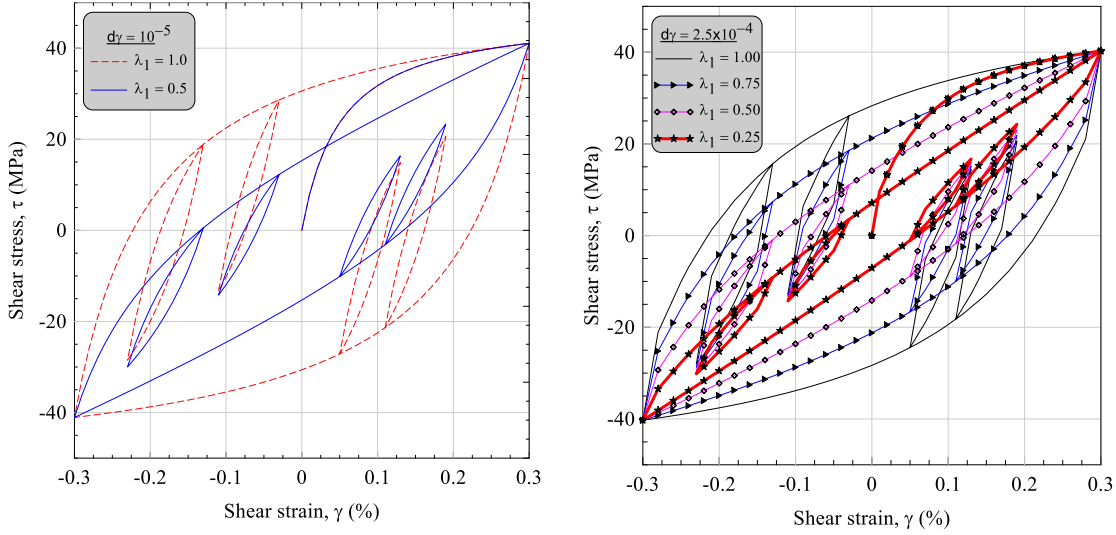 dγ = 10⁻⁵
λ₁ = 1.0
λ₁ = 0.5
40
20
0
-20
-40
-0.3 -0.2 -0.1 0 0.1 0.2 0.3
Shear strain, γ (%)
Shear stress, τ (MPa)
dγ = 2.5x10⁻⁴
λ₁ = 1.00
λ₁ = 0.75
λ₁ = 0.50
λ₁ = 0.25
40
20
0
-20
-40
-0.3 -0.2 -0.1 0 0.1 0.2 0.3
Shear strain, γ (%)
Shear stress, τ (MPa)